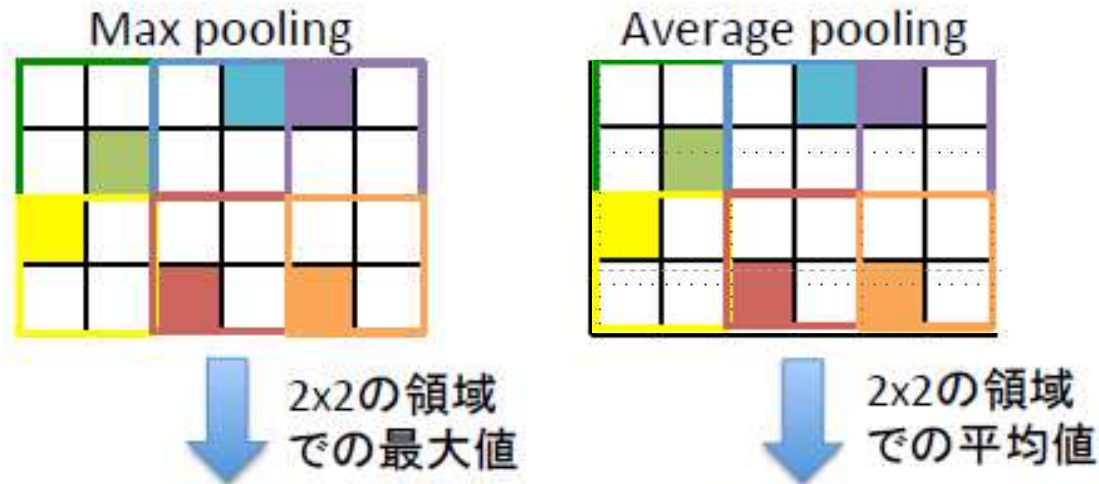 Max pooling
Average pooling
2x2の領域
での最大値
2x2の領域
での平均値